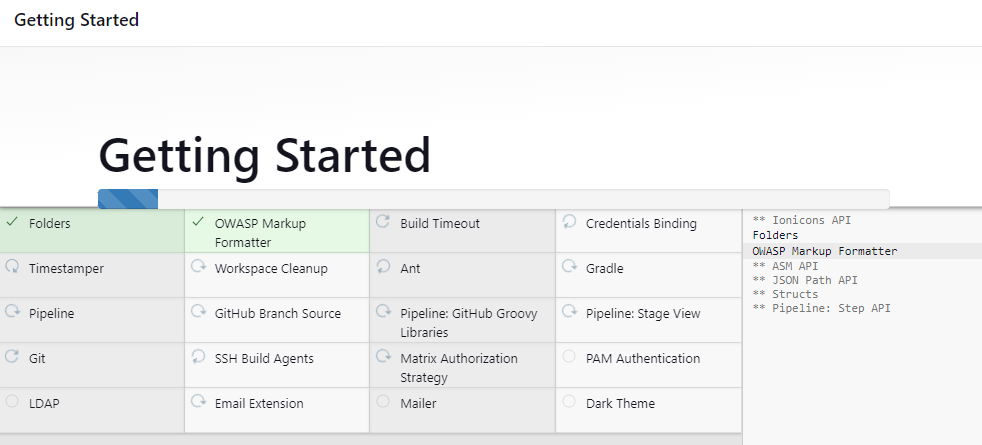 Getting Started
Getting Started
Folders
OWASP Markup
Formatter
Build Timeout
Credentials Binding
Timestamper
Workspace Cleanup
Ant
Gradle
Pipeline
GitHub Branch Source
Pipeline: GitHub Groovy
Libraries
Pipeline: Stage View
Git
SSH Build Agents
Matrix Authorization
Strategy
PAM Authentication
LDAP
Email Extension
Mailer
Dark Theme
** Ionicons API
Folders
OWASP Markup Formatter
** ASM API
** JSON Path API
** Structs
** Pipeline: Step API